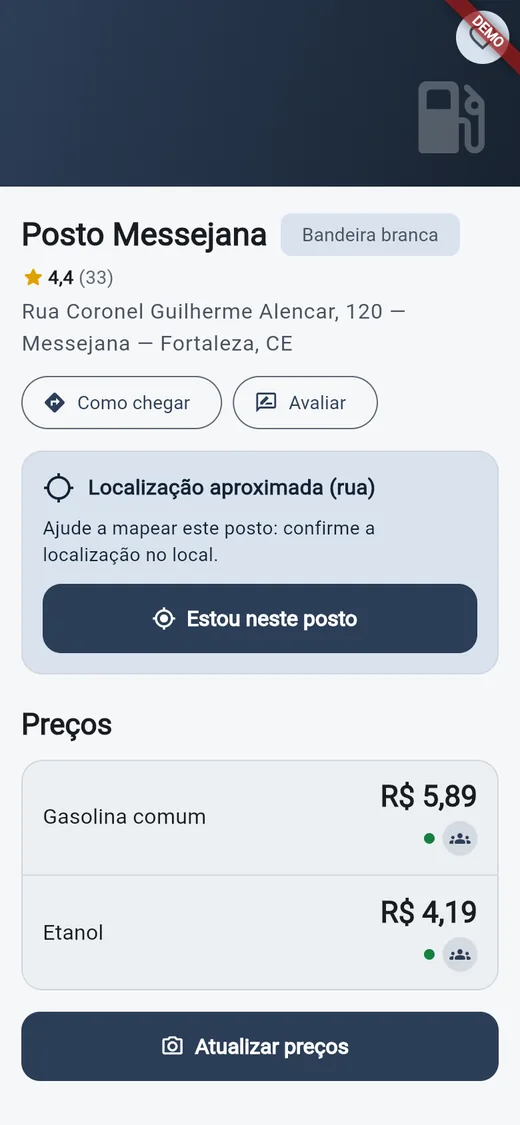 DEMO
Posto Messejana
Bandeira branca
4,4 (33)
Rua Coronel Guilherme Alencar, 120 —
Messejana — Fortaleza, CE
Como chegar
Avaliar
Localização aproximada (rua)
Ajude a mapear este posto: confirme a
localização no local.
Estou neste posto
Preços
Gasolina comum
R$ 5,89
Etanol
R$ 4,19
Atualizar preços